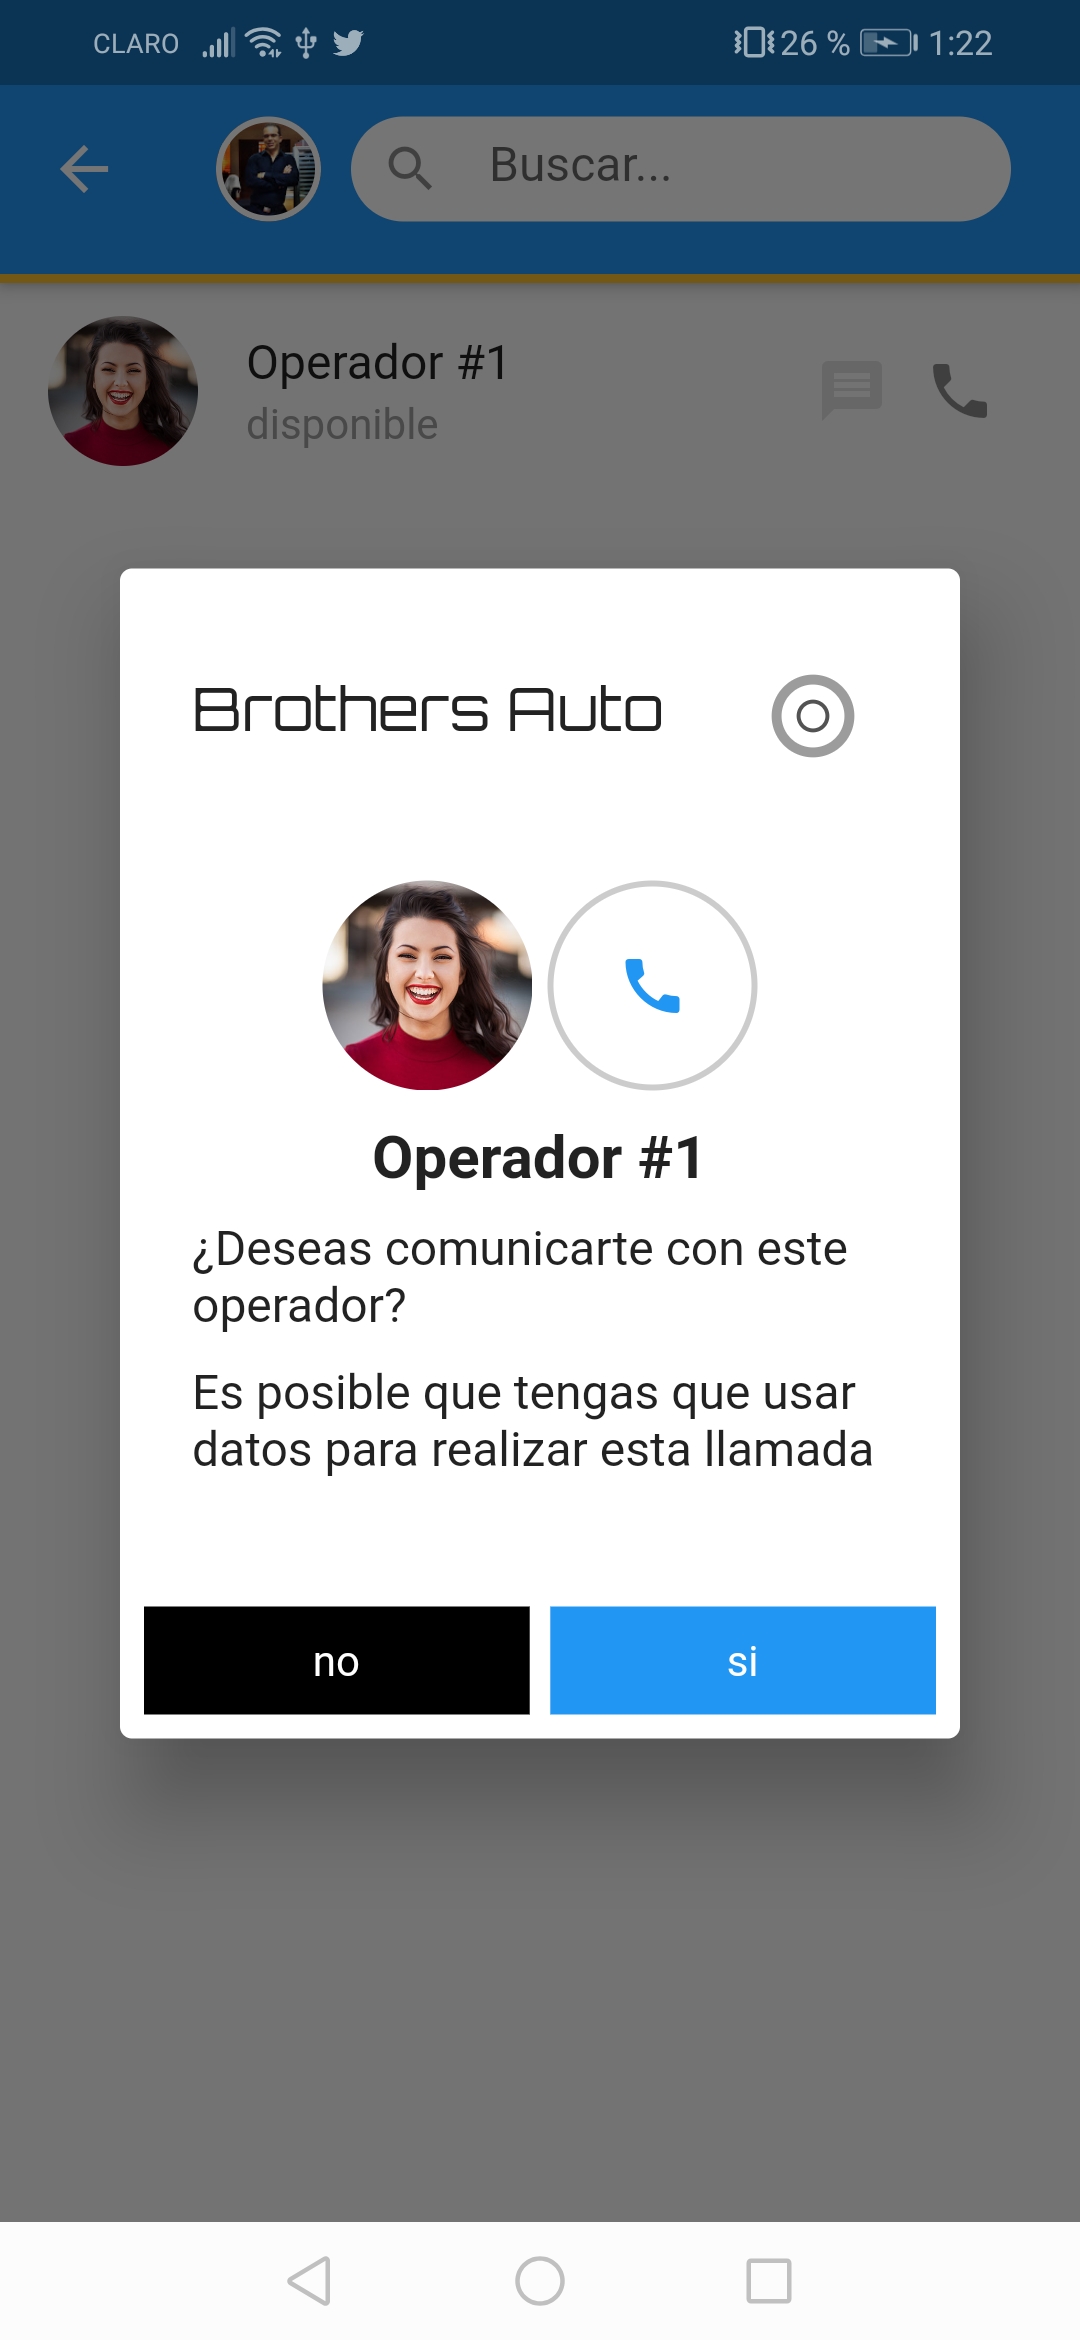 CLARO 26 % 1:22
Buscar...
Operador #1
disponible
Brothers Auto
Operador #1
¿Deseas comunicarte con este
operador?
Es posible que tengas que usar
datos para realizar esta llamada
no si